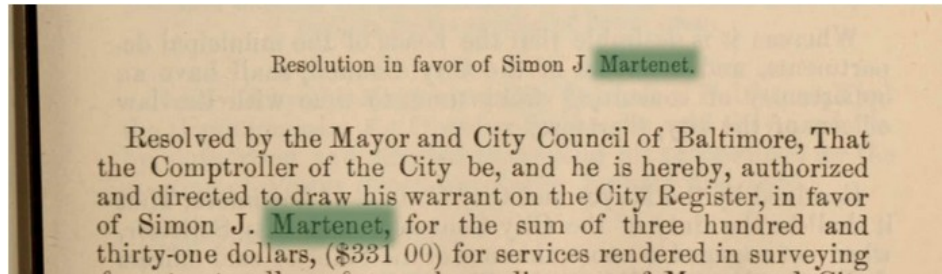 Resolution in favor of Simon J. Martenet.
Resolved by the Mayor and City Council of Baltimore, That
the Comptroller of the City be, and he is hereby, authorized
and directed to draw his warrant on the City Register, in favor
of Simon J. Martenet, for the sum of three hundred and
thirty-one dollars, ($331 00) for services rendered in surveying